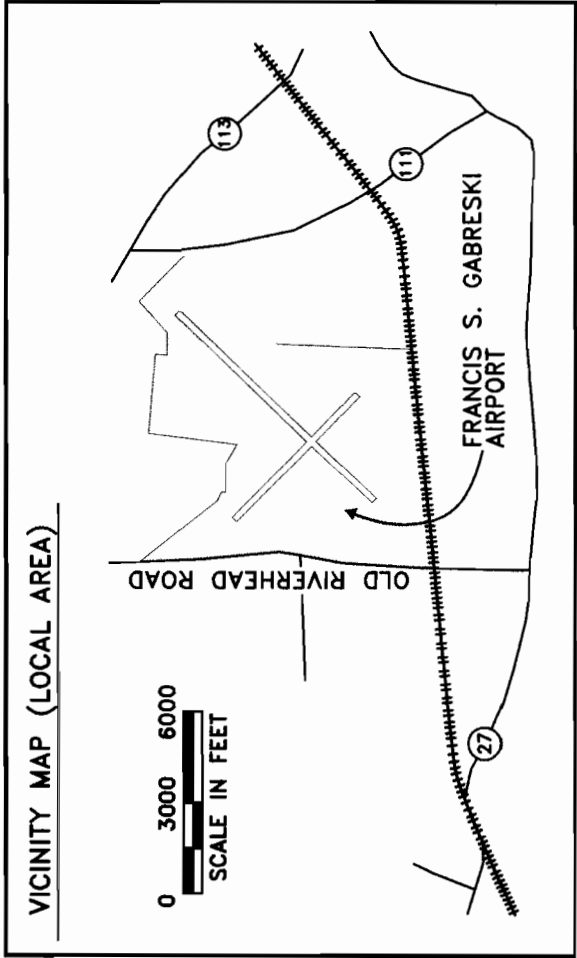 VICINITY MAP (LOCAL AREA)
0 3000 6000
SCALE IN FEET
OLD RIVERHEAD ROAD
113
111
27
FRANCIS S. GABRESKI
AIRPORT